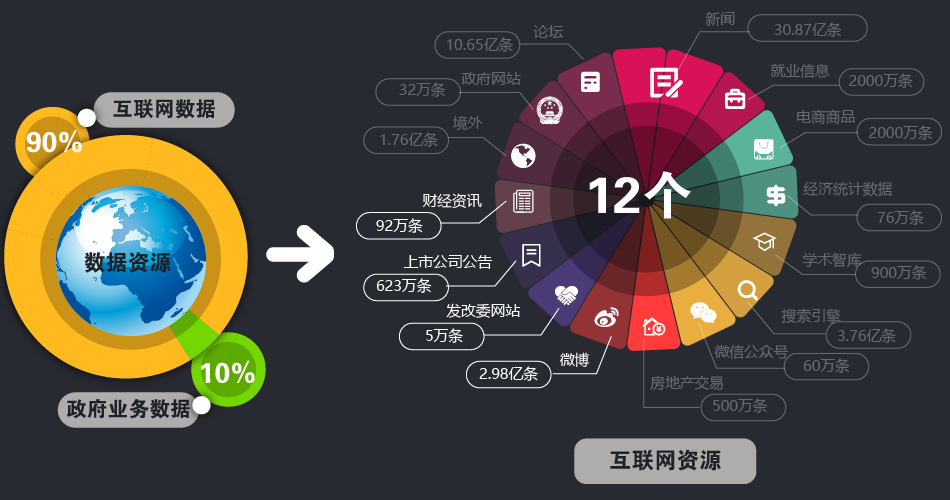 互联网数据
90%
数据资源
10%
政府业务数据
论坛
10.65亿条
政府网站
32万条
境外
1.76亿条
财经资讯
92万条
上市公司公告
623万条
发改委网站
5万条
微博
2.98亿条
12个
新闻
30.87亿条
就业信息
2000万条
电商商品
2000万条
经济统计数据
76万条
学术智库
900万条
搜索引擎
3.76亿条
微信公众号
60万条
房地产交易
500万条
互联网资源